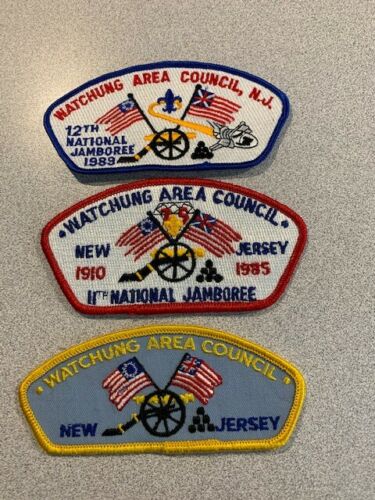 WATCHUNG AREA COUNCIL, N.J.
12TH
NATIONAL
JAMBOREE
1989
• WATCHUNG AREA COUNCIL •
NEW JERSEY
1910 1985
11TH NATIONAL JAMBOREE
• WATCHUNG AREA COUNCIL •
NEW JERSEY